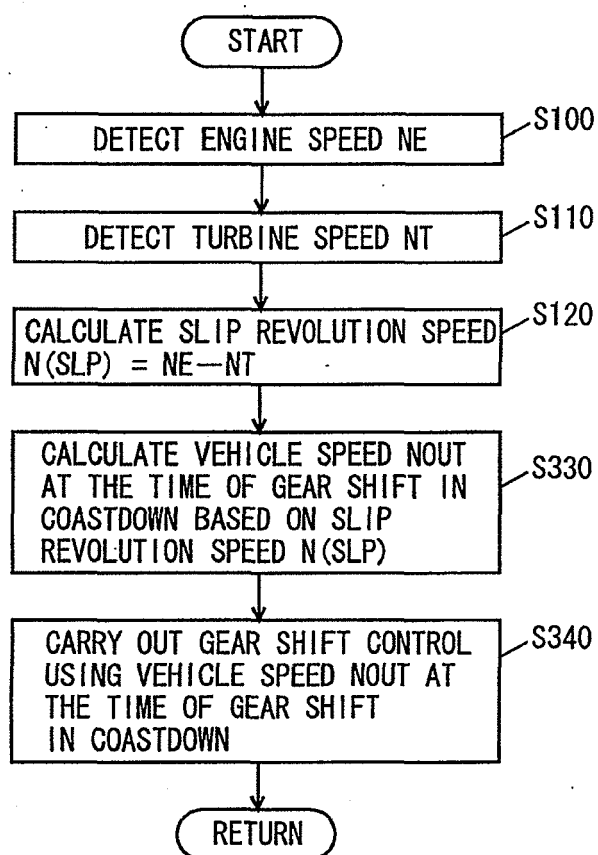 START
DETECT ENGINE SPEED NE
S100
DETECT TURBINE SPEED NT
S110
CALCULATE SLIP REVOLUTION SPEED
N(SLP) = NE—NT
S120
CALCULATE VEHICLE SPEED NOUT
AT THE TIME OF GEAR SHIFT IN
COASTDOWN BASED ON SLIP
REVOLUTION SPEED N(SLP)
S330
CARRY OUT GEAR SHIFT CONTROL
USING VEHICLE SPEED NOUT AT
THE TIME OF GEAR SHIFT
IN COASTDOWN
S340
RETURN